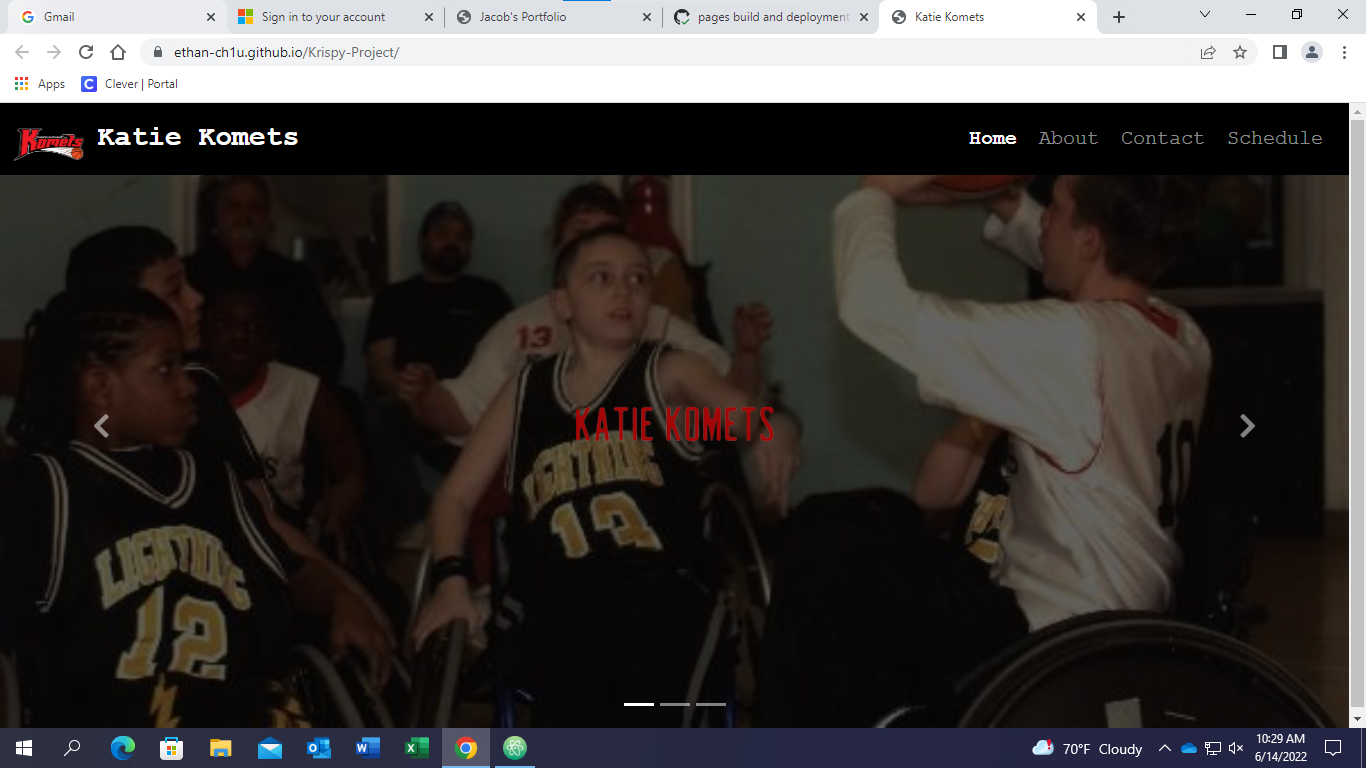 Gmail
Sign in to your account
Jacob's Portfolio
pages build and deployment
Katie Komets
ethan-ch1u.github.io/Krispy-Project/
Apps
Clever | Portal
Komets
Katie Komets
Home
About
Contact
Schedule
13
KATIE KOMETS
LIGHTNING
13
10
LIGHTNING
12
70°F Cloudy
10:29 AM
6/14/2022